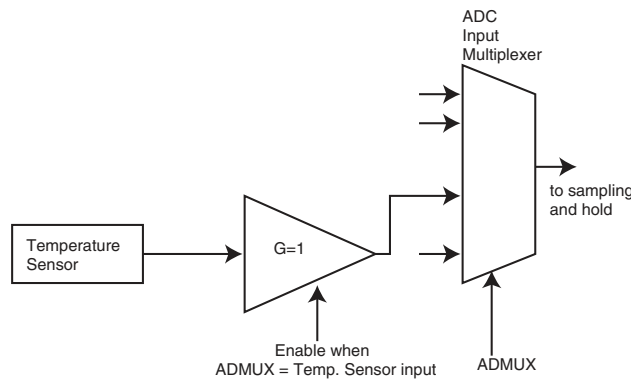 ADC
Input
Multiplexer
to sampling
and hold
Temperature
Sensor
G=1
Enable when
ADMUX = Temp. Sensor input
ADMUX